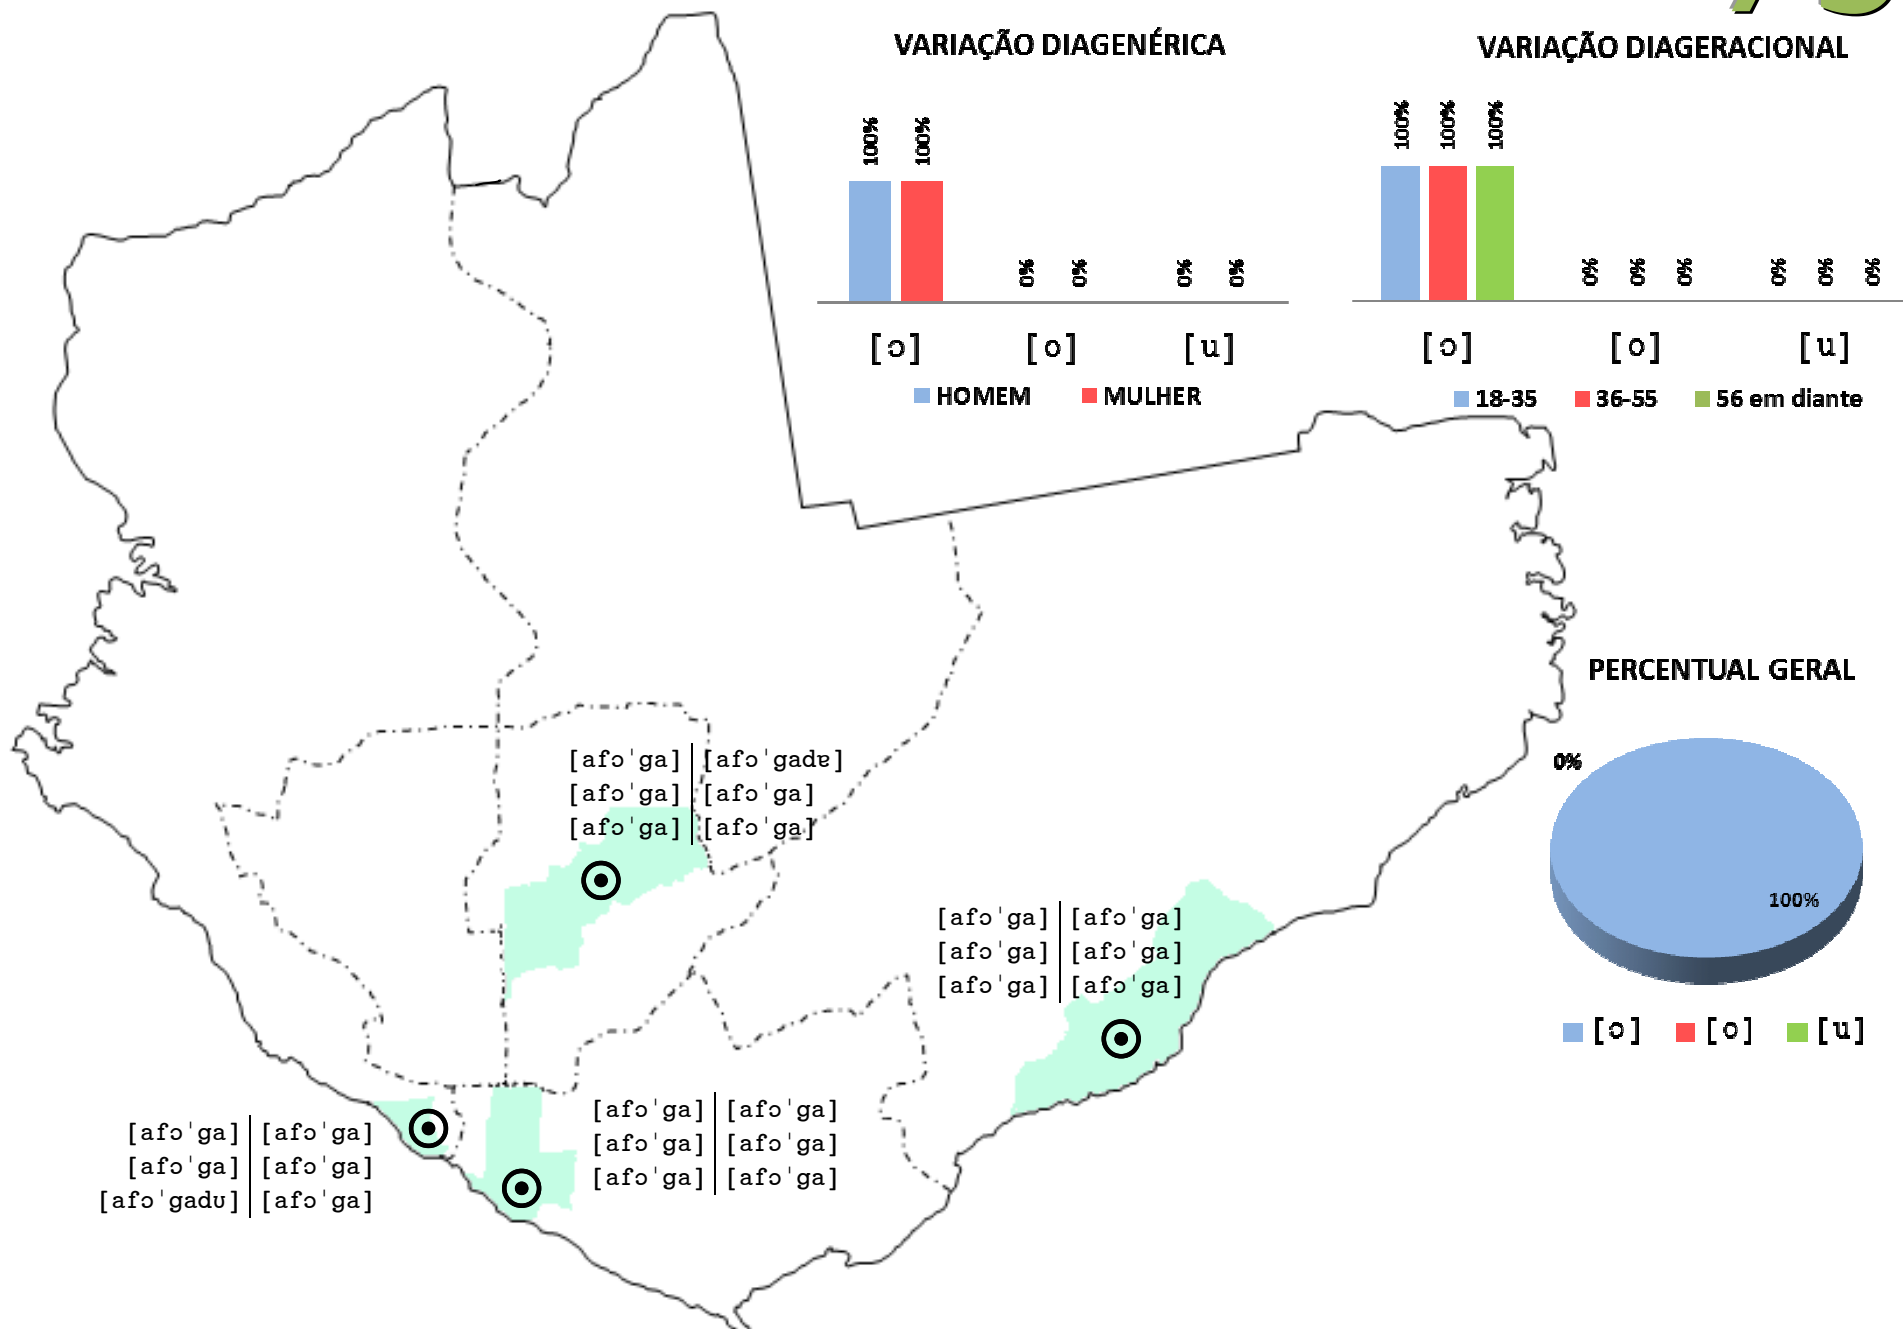 VARIAÇÃO DIAGENÉRICA
100% 100% 0% 0% 0% 0%
[ɔ] [o] [u]
HOMEM MULHER
VARIAÇÃO DIAGERACIONAL
100% 100% 100% 0% 0% 0% 0% 0% 0%
[ɔ] [o] [u]
18-35 36-55 56 em diante
PERCENTUAL GERAL
0%
100%
[ɔ] [o] [u]
[afɔˈga] [afɔˈgadɐ]
[afɔˈga] [afɔˈga]
[afɔˈga] [afɔˈga]
[afɔˈga] [afɔˈga]
[afɔˈga] [afɔˈga]
[afɔˈga] [afɔˈga]
[afɔˈga] [afɔˈga]
[afɔˈga] [afɔˈga]
[afɔˈga] [afɔˈga]
[afɔˈga] [afɔˈga]
[afɔˈga] [afɔˈga]
[afɔˈgadʊ] [afɔˈga]